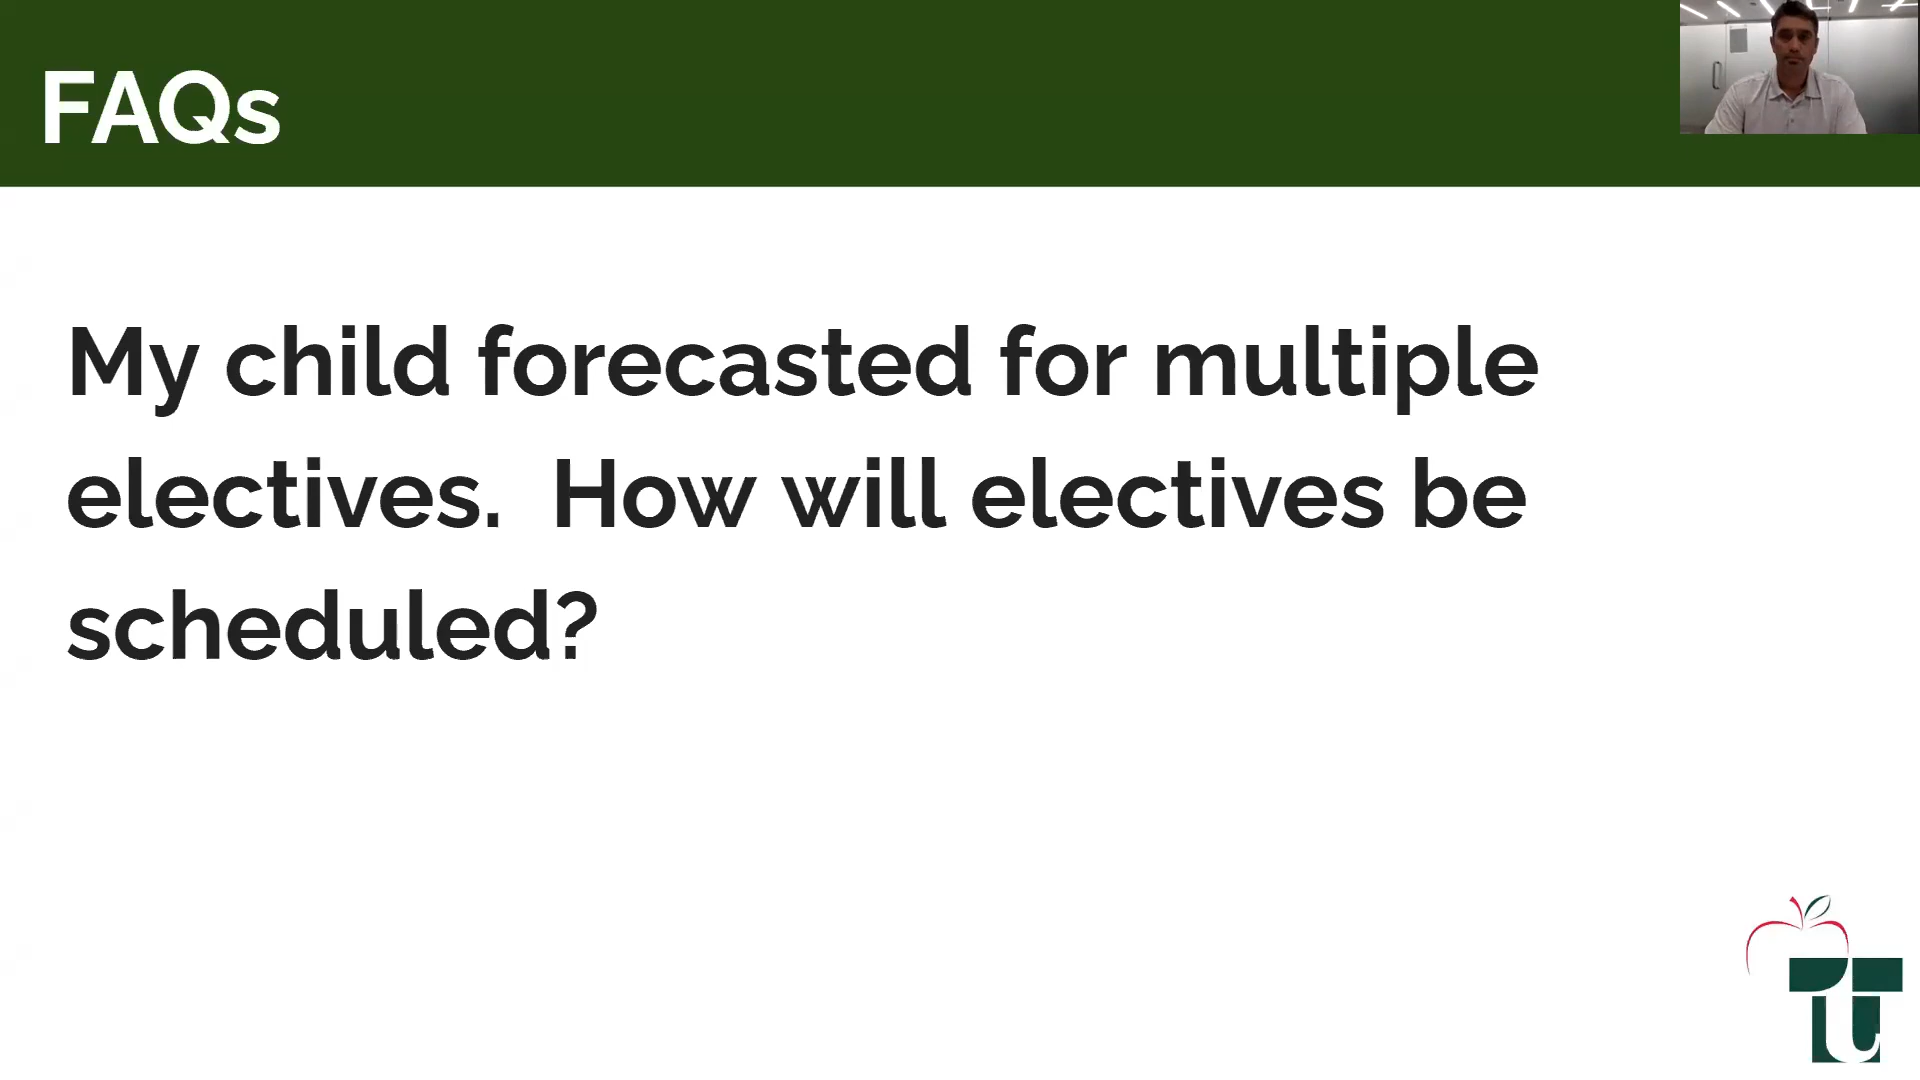 FAQs
My child forecasted for multiple
electives.  How will electives be
scheduled?